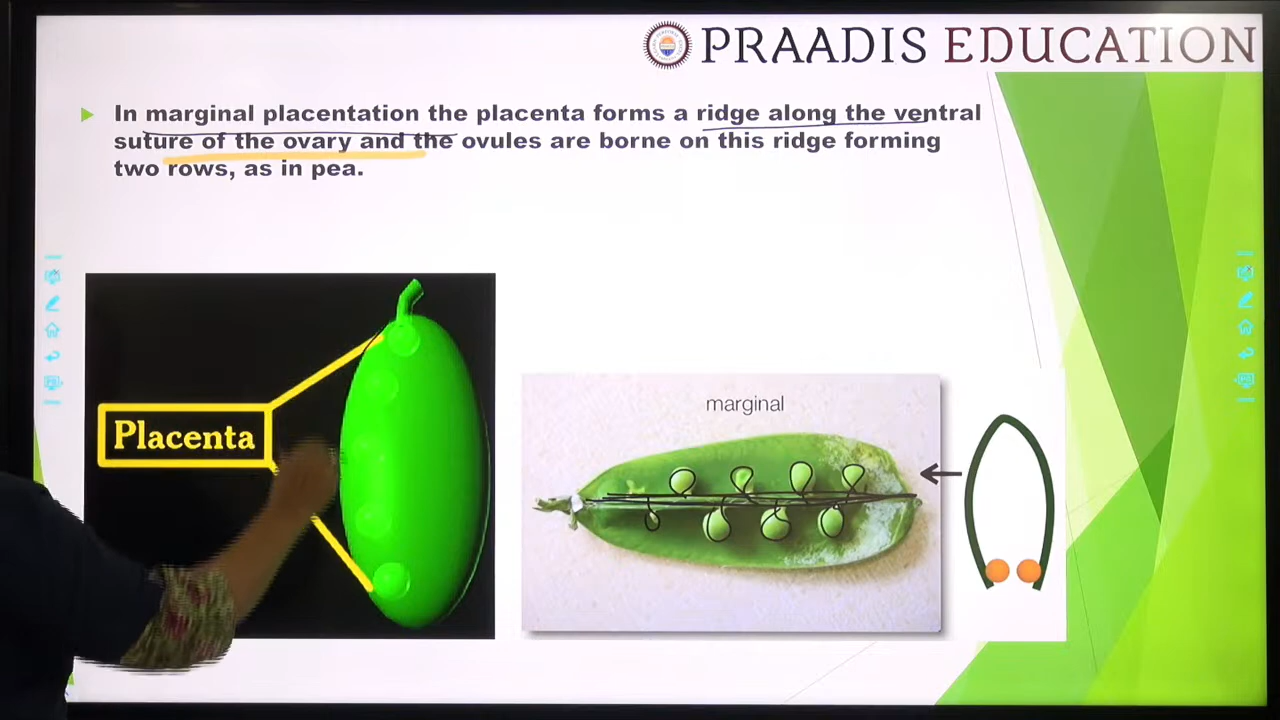 PRAADIS EDUCATION
In marginal placentation the placenta forms a ridge along the ventral
suture of the ovary and the ovules are borne on this ridge forming
two rows, as in pea.
Placenta
marginal